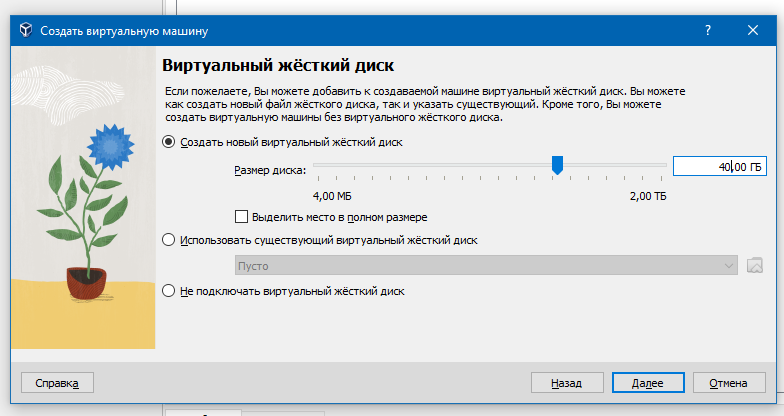 Создать виртуальную машину
Виртуальный жёсткий диск
Если пожелаете, Вы можете добавить к создаваемой машине виртуальный жёсткий диск. Вы можете
как создать новый файл жёсткого диска, так и указать существующий. Кроме того, Вы можете
создать виртуальную машины без виртуального жёсткого диска.
Создать новый виртуальный жёсткий диск
Размер диска:
40,00 ГБ
4,00 МБ
2,00 ТБ
Выделить место в полном размере
Использовать существующий виртуальный жёсткий диск
Пусто
Не подключать виртуальный жёсткий диск
Справка
Назад
Далее
Отмена